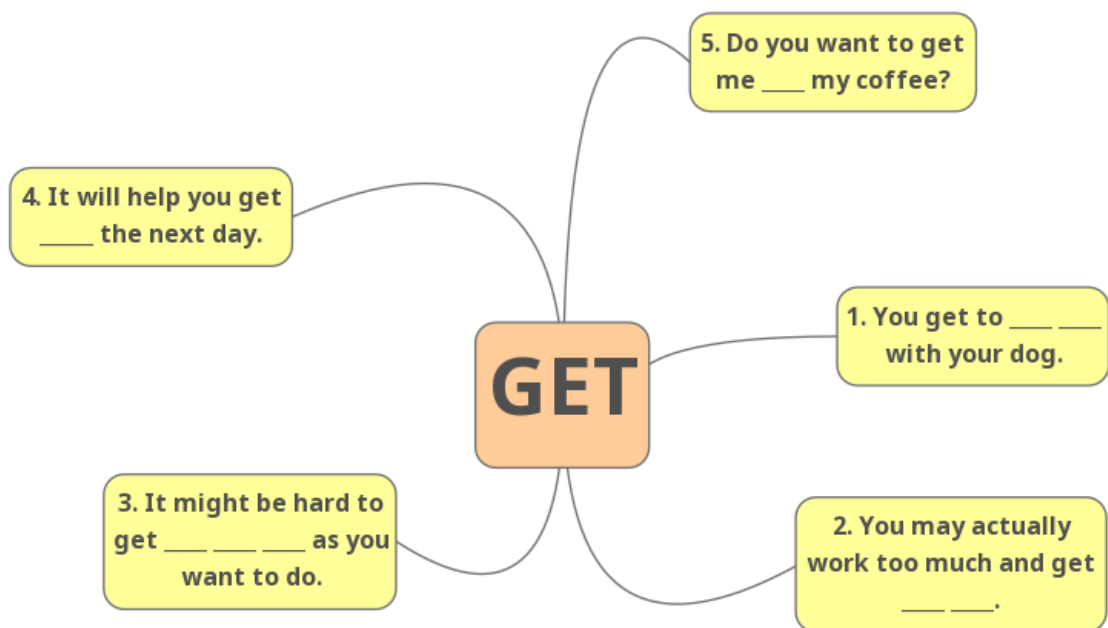 5. Do you want to get
me ____ my coffee?
4. It will help you get
_____ the next day.
1. You get to ____ ____
with your dog.
GET
3. It might be hard to
get ____ ____ ____ as you
want to do.
2. You may actually
work too much and get
____ ____.